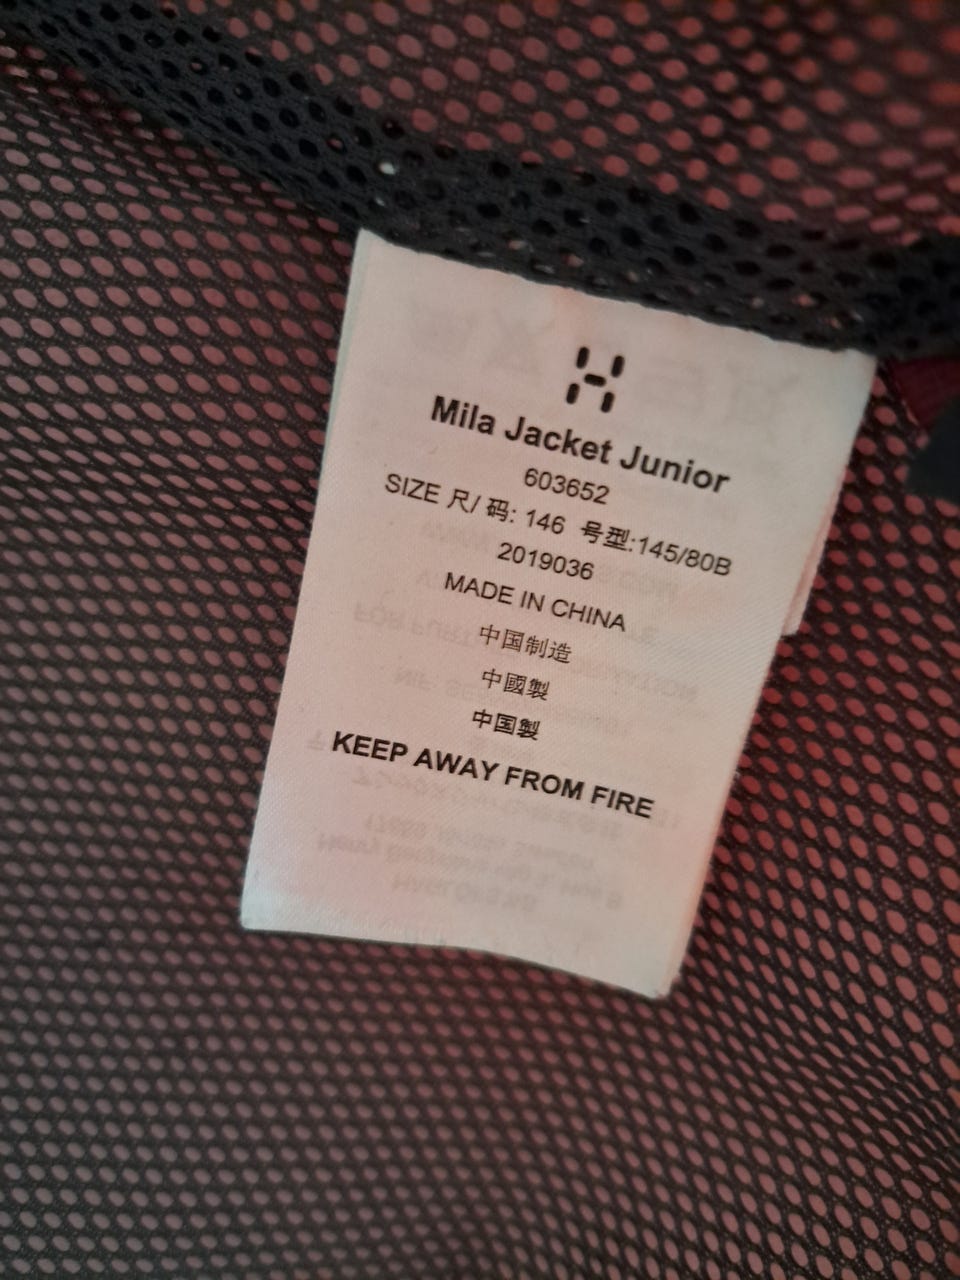 Mila Jacket Junior
603652
SIZE 尺/ 码: 146 号型:145/80B
2019036
MADE IN CHINA
中国制造
中國製
中国製
KEEP AWAY FROM FIRE